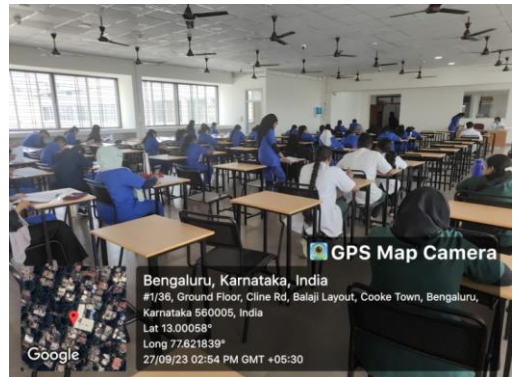 GPS Map Camera
Bengaluru, Karnataka, India
#1/36, Ground Floor, Cline Rd, Balaji Layout, Cooke Town, Bengaluru,
Karnataka 560005, India
Lat 13.00058°
Long 77.621839°
27/09/23 02:54 PM GMT +05:30
Google